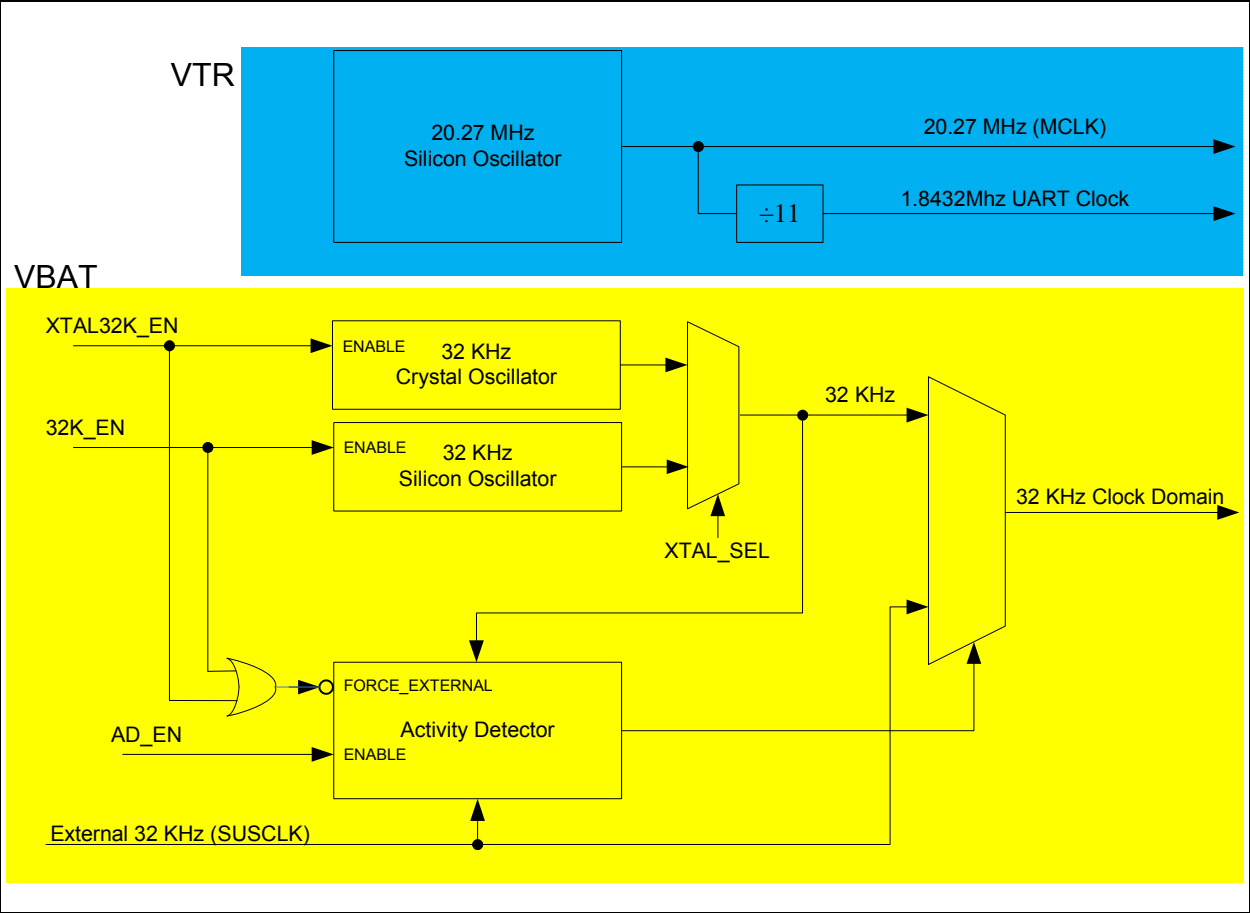 VTR
20.27 MHz
Silicon Oscillator
20.27 MHz (MCLK)
÷11
1.8432Mhz UART Clock
VBAT
XTAL32K_EN
ENABLE
32 KHz
Crystal Oscillator
32K_EN
ENABLE
32 KHz
Silicon Oscillator
XTAL_SEL
32 KHz
32 KHz Clock Domain
FORCE_EXTERNAL
Activity Detector
AD_EN
ENABLE
External 32 KHz (SUSCLK)